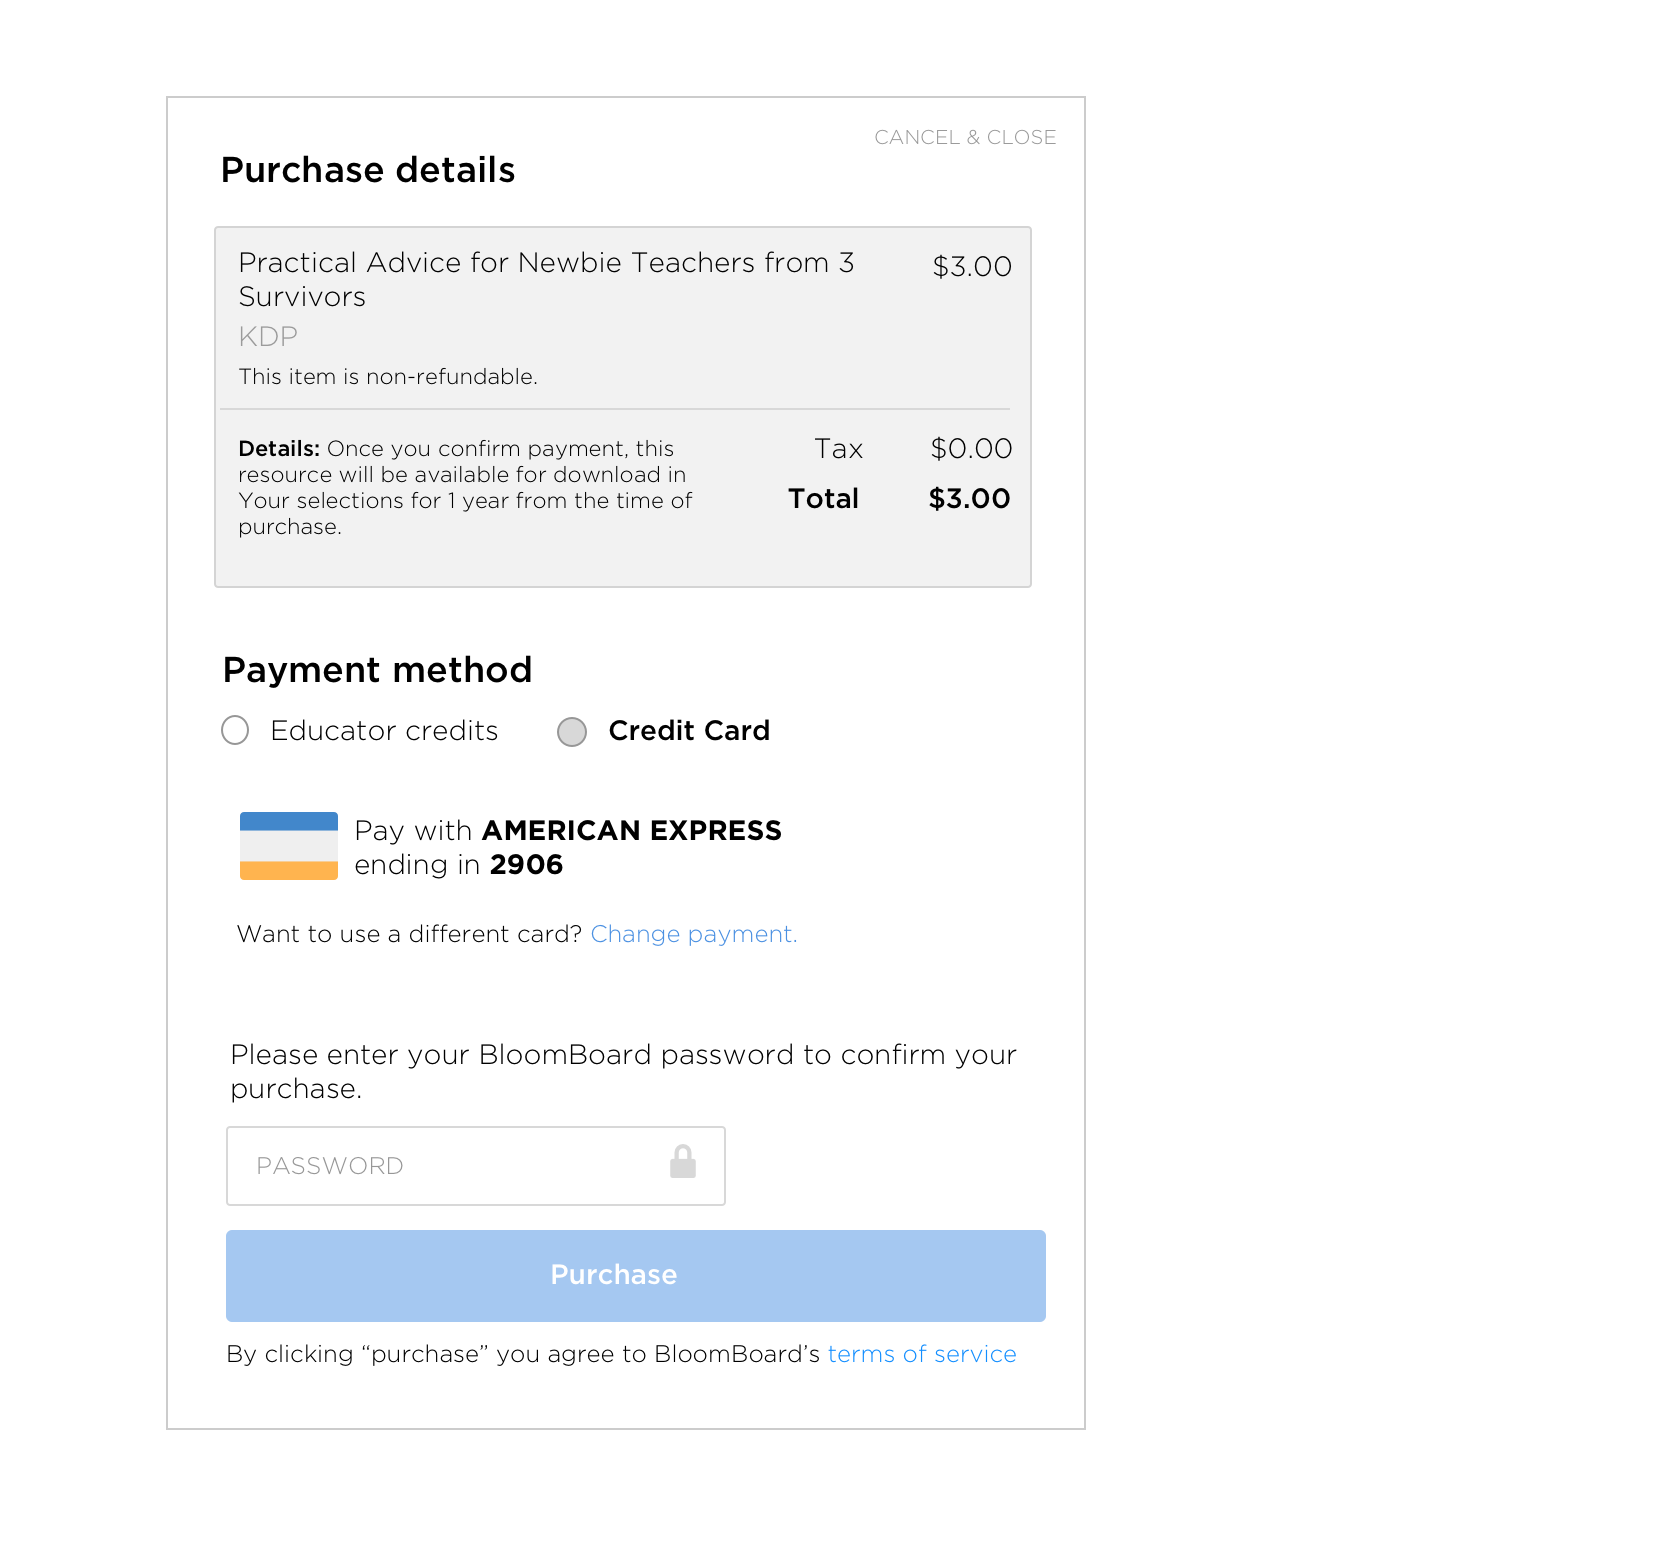 CANCEL & CLOSE
Purchase details
Practical Advice for Newbie Teachers from 3 $3.00
Survivors
KDP
This item is non-refundable.
Details: Once you confirm payment, this Tax $0.00
resource will be available for download in
Your selections for 1 year from the time of Total $3.00
purchase.
Payment method
Educator credits Credit Card
Pay with AMERICAN EXPRESS
ending in 2906
Want to use a different card? Change payment.
Please enter your BloomBoard password to confirm your
purchase.
PASSWORD
Purchase
By clicking “purchase” you agree to BloomBoard’s terms of service